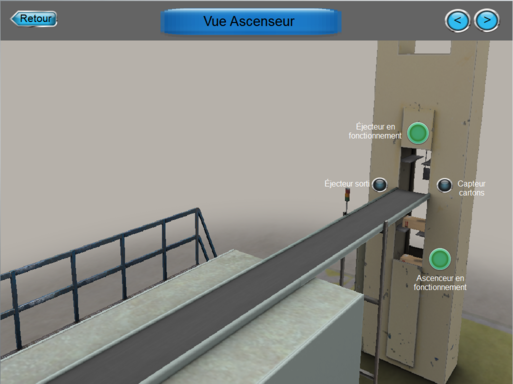 Retour
Vue Ascenseur
<
>
Éjecteur en
fonctionnement
Éjecteur sorti
Capteur
cartons
Ascenceur en
fonctionnement